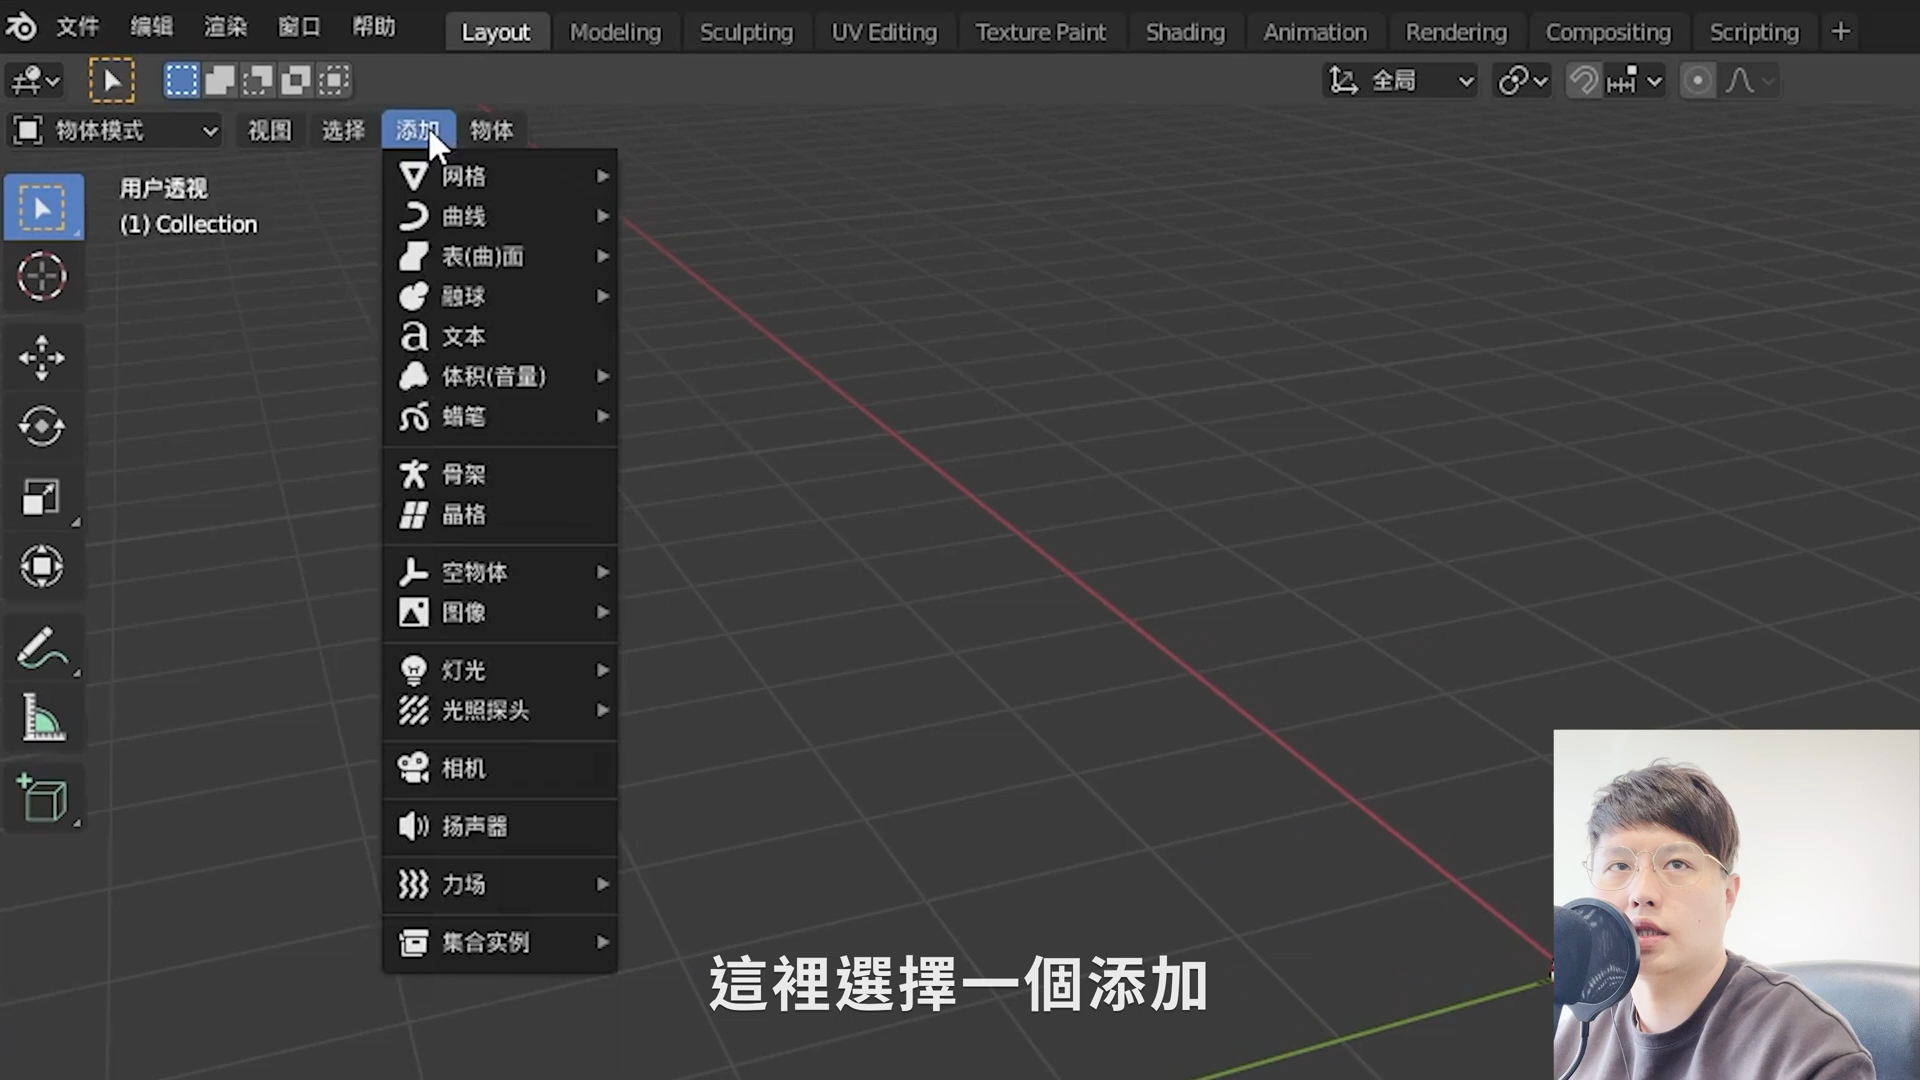 文件 编辑 渲染 窗口 帮助 Layout Modeling Sculpting UV Editing Texture Paint Shading Animation Rendering Compositing Scripting +
全局
物体模式 视图 选择 添加 物体
用户透视
(1) Collection
网格
曲线
表(曲)面
融球
文本
体积(音量)
蜡笔
骨架
晶格
空物体
图像
灯光
光照探头
相机
扬声器
力场
集合实例
這裡選擇一個添加